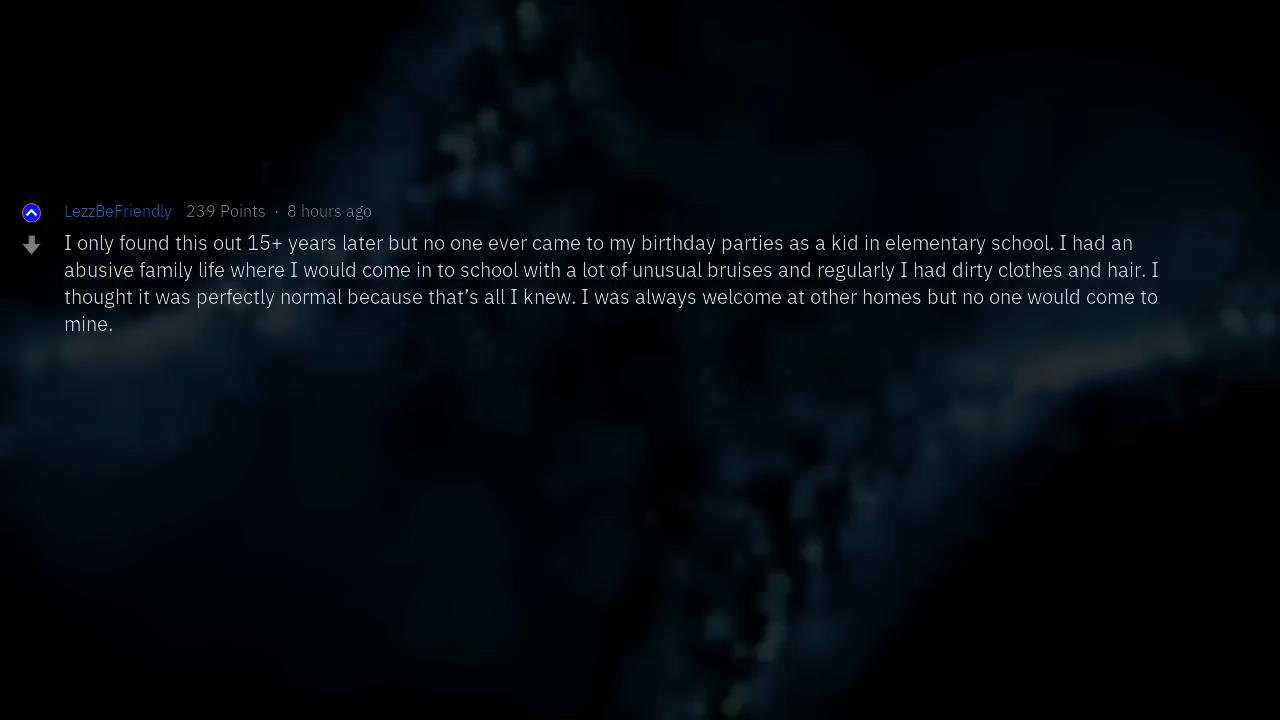 LezzBeFriendly 239 Points · 8 hours ago
I only found this out 15+ years later but no one ever came to my birthday parties as a kid in elementary school. I had an
abusive family life where I would come in to school with a lot of unusual bruises and regularly I had dirty clothes and hair. I
thought it was perfectly normal because that’s all I knew. I was always welcome at other homes but no one would come to
mine.